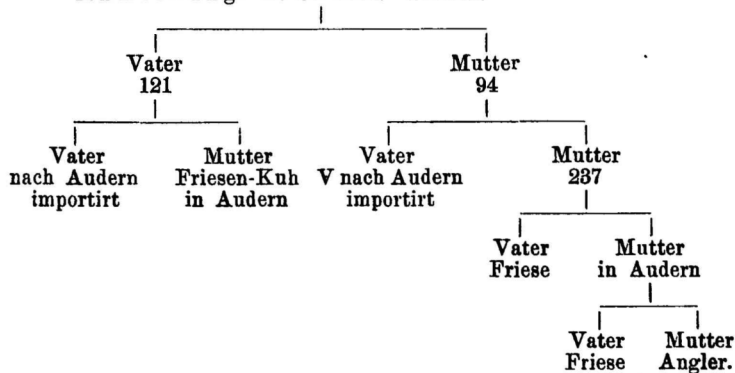 Vater Mutter
121 94
Vater Mutter Vater Mutter
nach Audern Friesen-Kuh V nach Audern 237
importirt in Audern importirt
Vater Mutter
Friese in Audern
Vater Mutter
Friese Angler.